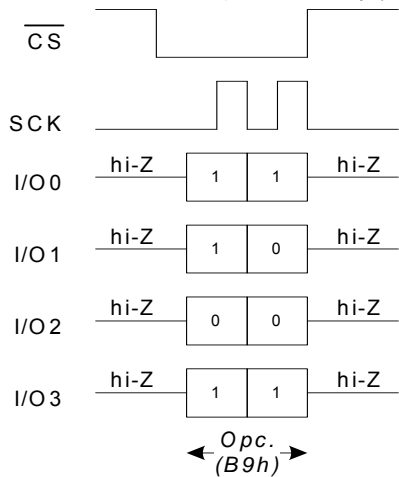 CS
SCK
hi-Z 1 1 hi-Z
I/O0
hi-Z 1 0 hi-Z
I/O1
hi-Z 0 0 hi-Z
I/O2
hi-Z 1 1 hi-Z
I/O3
Opc.
(B9h)